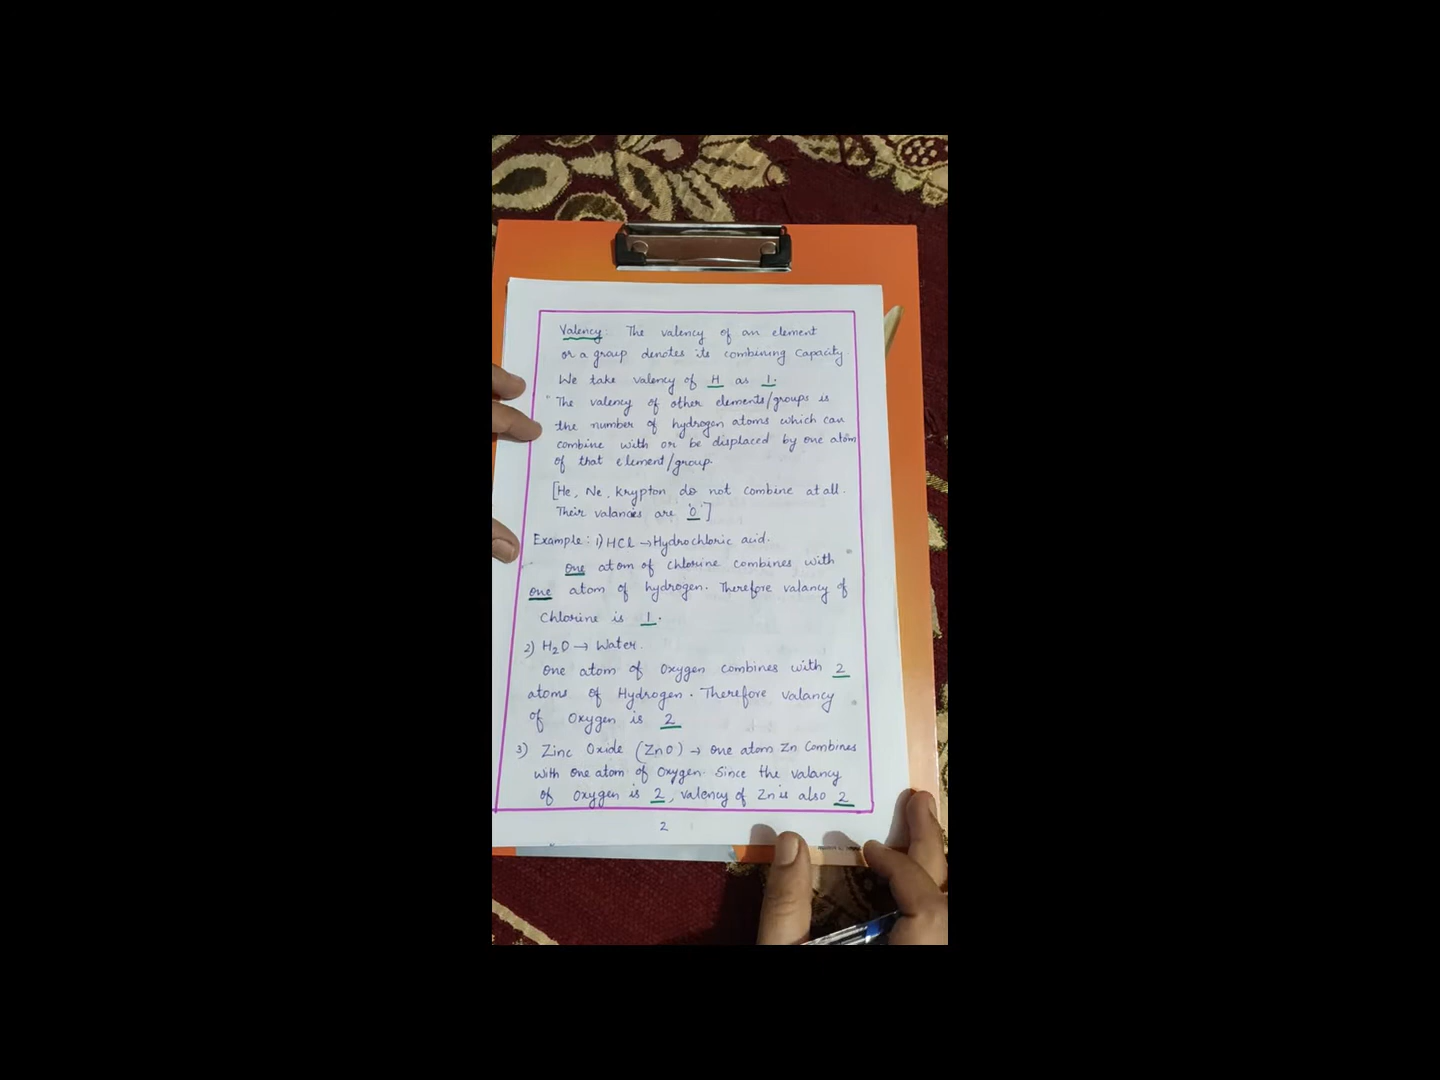 Valency: The valency of an element
or a group denotes its combining Capacity
We take valency of H as 1.
The valency of other elements/groups is
the number of hydrogen atoms which can
combine with or be displaced by one atom
of that element/group.
[He, Ne, Krypton do not combine at all.
Their valancies are '0']
Example: 1) HCl → Hydrochloric acid.
One atom of chlorine combines with
one atom of hydrogen. Therefore valancy of
Chlorine is 1.
2) H₂O → Water.
One atom of Oxygen combines with 2
atoms of Hydrogen. Therefore valancy
of Oxygen is 2
3) Zinc Oxide (ZnO) → One atom Zn Combines
with one atom of Oxygen. Since the valancy
of Oxygen is 2, valency of Zn is also 2
2